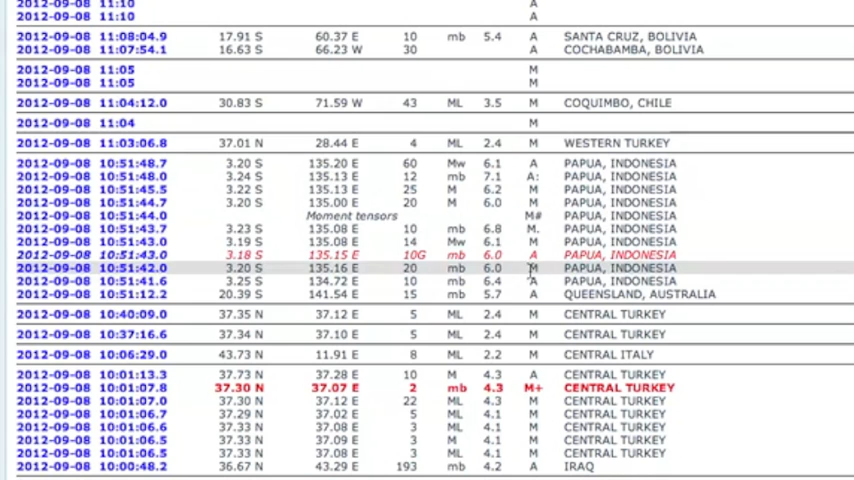 2012-09-08 11:10 A
2012-09-08 11:10 A
2012-09-08 11:08:04.9 17.91 S 60.37 E 10 mb 5.4 A SANTA CRUZ, BOLIVIA
2012-09-08 11:07:54.1 16.63 S 66.23 W 30 A COCHABAMBA, BOLIVIA
2012-09-08 11:05 M
2012-09-08 11:05 M
2012-09-08 11:04:12.0 30.83 S 71.59 W 43 ML 3.5 M COQUIMBO, CHILE
2012-09-08 11:04 M
2012-09-08 11:03:06.8 37.01 N 28.44 E 4 ML 2.4 M WESTERN TURKEY
2012-09-08 10:51:48.7 3.20 S 135.20 E 60 Mw 6.1 A PAPUA, INDONESIA
2012-09-08 10:51:48.0 3.24 S 135.13 E 12 mb 7.1 A: PAPUA, INDONESIA
2012-09-08 10:51:45.5 3.22 S 135.13 E 25 M 6.2 M PAPUA, INDONESIA
2012-09-08 10:51:44.7 3.20 S 135.00 E 20 M 6.0 M PAPUA, INDONESIA
2012-09-08 10:51:44.0 Moment tensors M# PAPUA, INDONESIA
2012-09-08 10:51:43.7 3.23 S 135.08 E 10 mb 6.8 M. PAPUA, INDONESIA
2012-09-08 10:51:43.0 3.19 S 135.08 E 14 Mw 6.1 M PAPUA, INDONESIA
2012-09-08 10:51:43.0 3.18 S 135.15 E 10G mb 6.0 A PAPUA, INDONESIA
2012-09-08 10:51:42.0 3.20 S 135.16 E 20 mb 6.0 M PAPUA, INDONESIA
2012-09-08 10:51:41.6 3.25 S 134.72 E 10 mb 6.4 A PAPUA, INDONESIA
2012-09-08 10:51:12.2 20.39 S 141.54 E 15 mb 5.7 A QUEENSLAND, AUSTRALIA
2012-09-08 10:40:09.0 37.35 N 37.12 E 5 ML 2.4 M CENTRAL TURKEY
2012-09-08 10:37:16.6 37.34 N 37.10 E 5 ML 2.4 M CENTRAL TURKEY
2012-09-08 10:06:29.0 43.73 N 11.91 E 8 ML 2.2 M CENTRAL ITALY
2012-09-08 10:01:13.3 37.73 N 37.28 E 10 M 4.3 A CENTRAL TURKEY
2012-09-08 10:01:07.8 37.30 N 37.07 E 2 mb 4.3 M+ CENTRAL TURKEY
2012-09-08 10:01:07.0 37.30 N 37.12 E 22 ML 4.3 M CENTRAL TURKEY
2012-09-08 10:01:06.7 37.29 N 37.02 E 5 ML 4.1 M CENTRAL TURKEY
2012-09-08 10:01:06.6 37.33 N 37.08 E 3 ML 4.1 M CENTRAL TURKEY
2012-09-08 10:01:06.5 37.33 N 37.09 E 3 M 4.1 M CENTRAL TURKEY
2012-09-08 10:01:06.5 37.33 N 37.08 E 3 ML 4.1 M CENTRAL TURKEY
2012-09-08 10:00:48.2 36.67 N 43.29 E 193 mb 4.2 A IRAQ